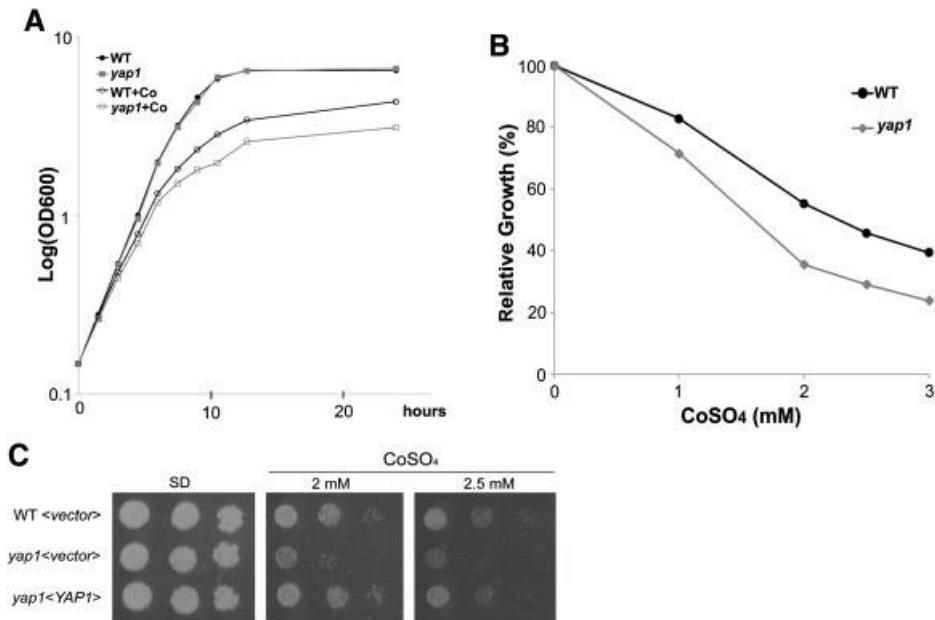 A
10
WT
yap1
WT+Co
yap1+Co
Log(OD600)
1
0.1
0 10 20 hours
B
100
WT
yap1
80
60
40
20
0
Relative Growth (%)
0 1 2 3
CoSO4 (mM)
C
CoSO₄
SD 2 mM 2.5 mM
WT <vector>
yap1<vector>
yap1<YAP1>